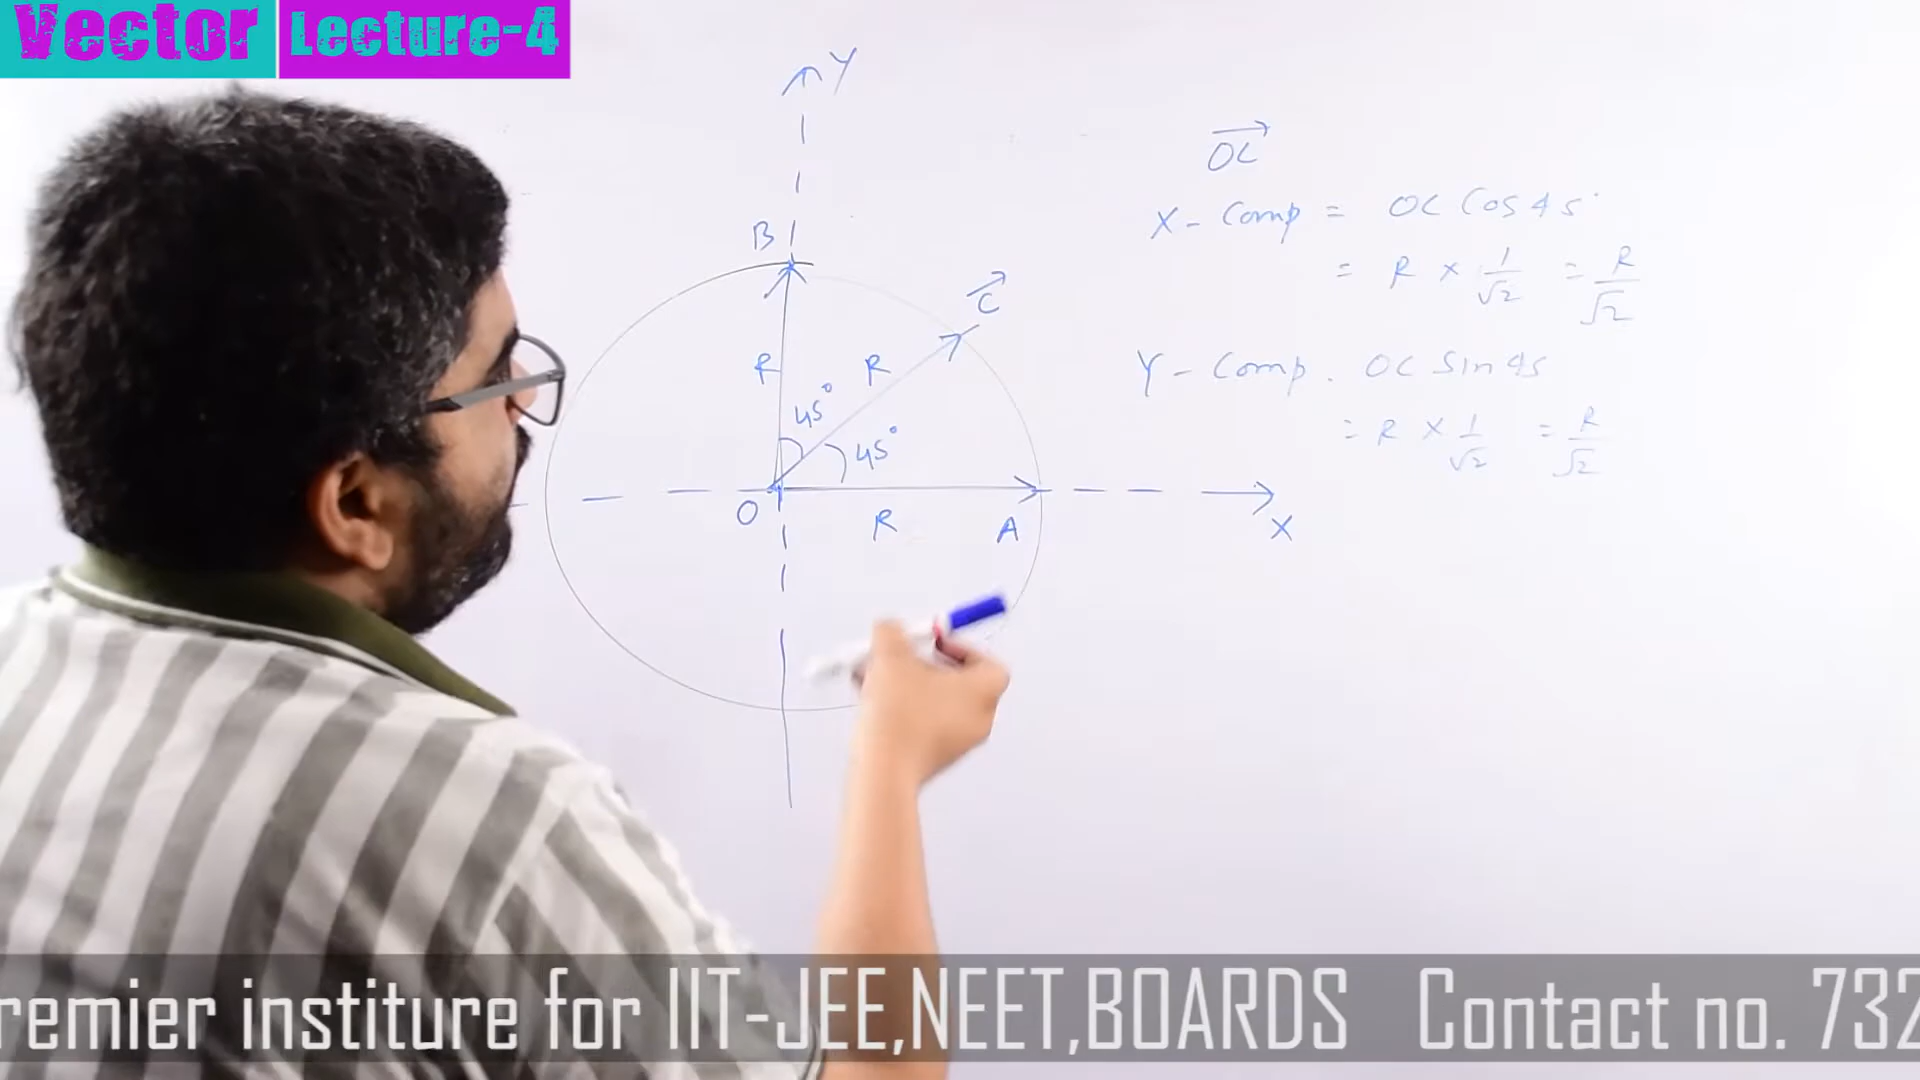 Vector Lecture-4
Y
OC
X - Comp = OC Cos 45°
B
= R × 1/√2 = R/√2
C
R
R
Y - Comp. OC Sin 45
45°
= R × 1/√2 = R/√2
45°
O
R
A
X
remier institure for IIT-JEE,NEET,BOARDS Contact no. 732